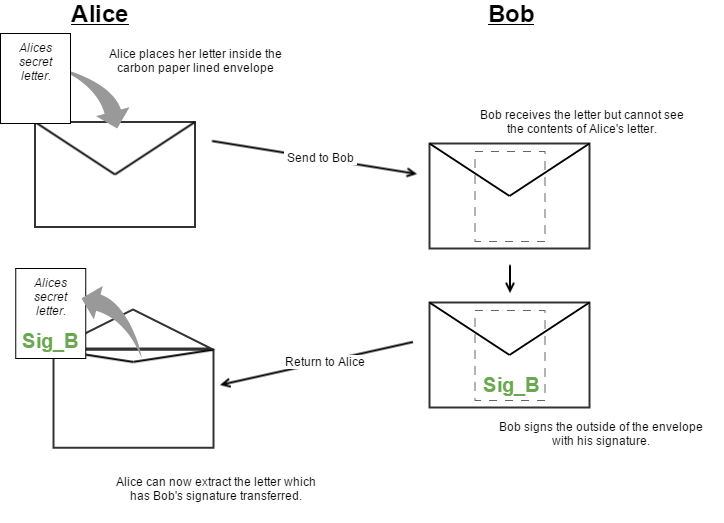 Alice
Bob
Alices
secret
letter.
Alice places her letter inside the
carbon paper lined envelope
Bob receives the letter but cannot see
the contents of Alice's letter.
Send to Bob
Alices
secret
letter.
Sig_B
Return to Alice
Sig_B
Bob signs the outside of the envelope
with his signature.
Alice can now extract the letter which
has Bob's signature transferred.